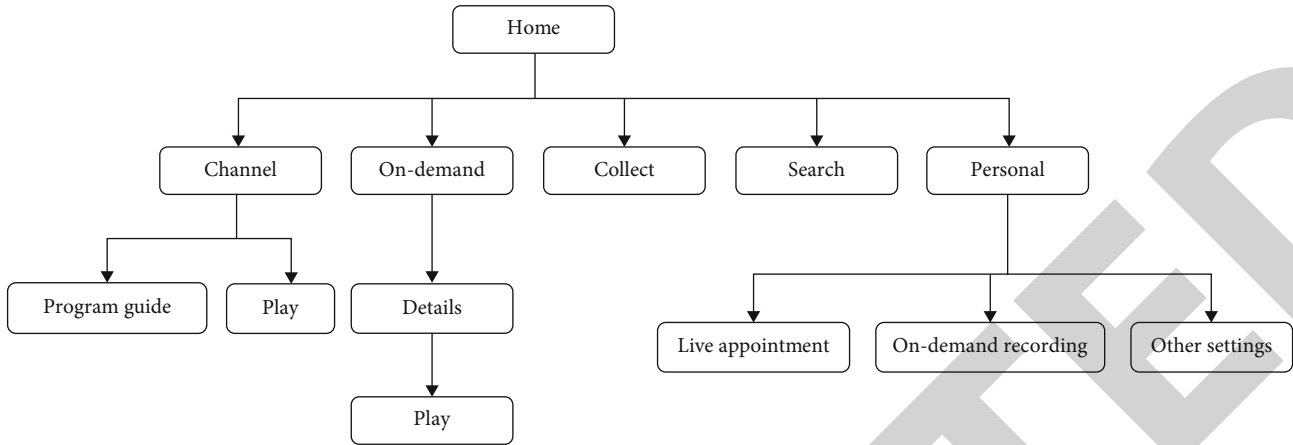 Home
Channel
On-demand
Collect
Search
Personal
Program guide
Play
Details
Live appointment
On-demand recording
Other settings
Play
TED